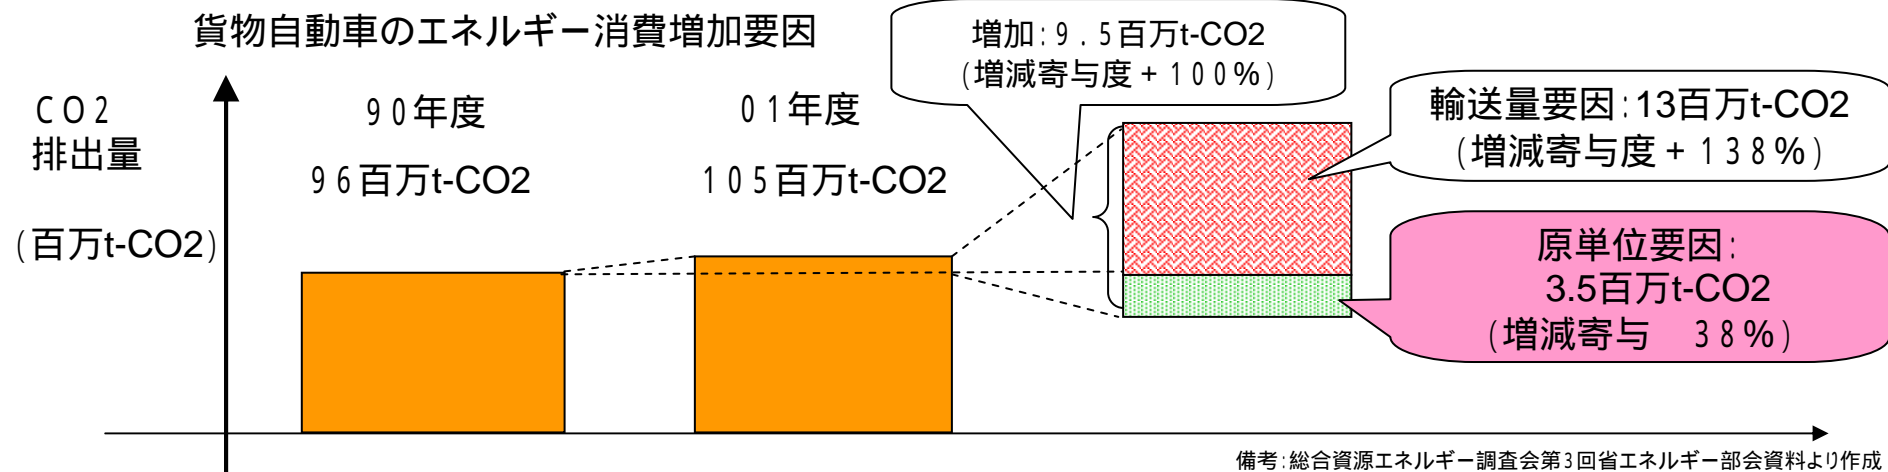 貨物自動車のエネルギー消費増加要因
増加：9．5百万t-CO2
(増減寄与度＋100%)
CO2
排出量
(百万t-CO2)
90年度
96百万t-CO2
01年度
105百万t-CO2
輸送量要因：13百万t-CO2
(増減寄与度＋138%)
原単位要因：
3.5百万t-CO2
(増減寄与　38%)
備考：総合資源エネルギー調査会第3回省エネルギー部会資料より作成